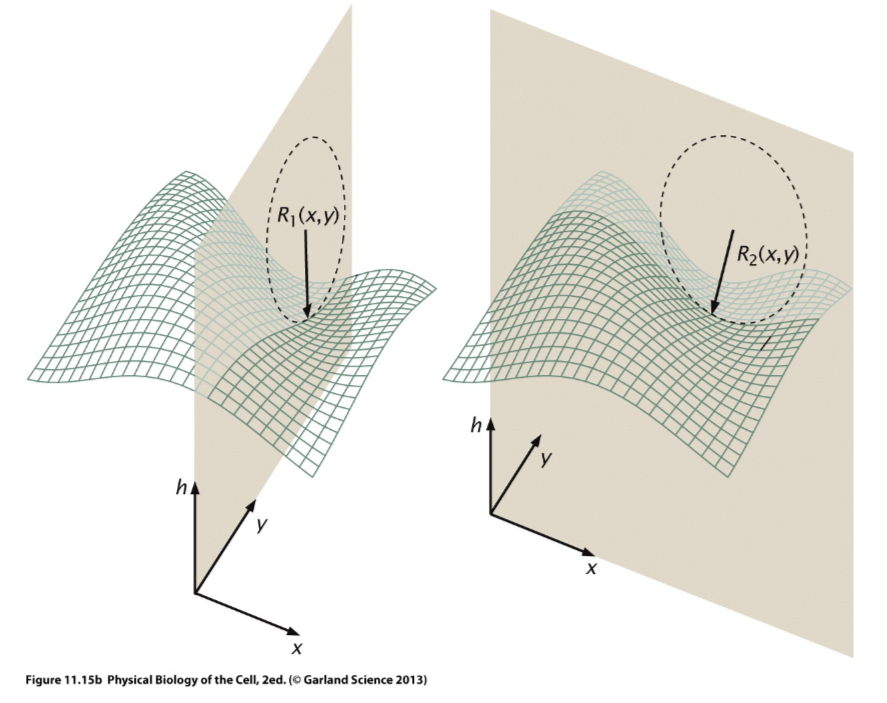 R1(x,y)
h
y
x
R2(x,y)
h
y
x
Figure 11.15b Physical Biology of the Cell, 2ed. (© Garland Science 2013)